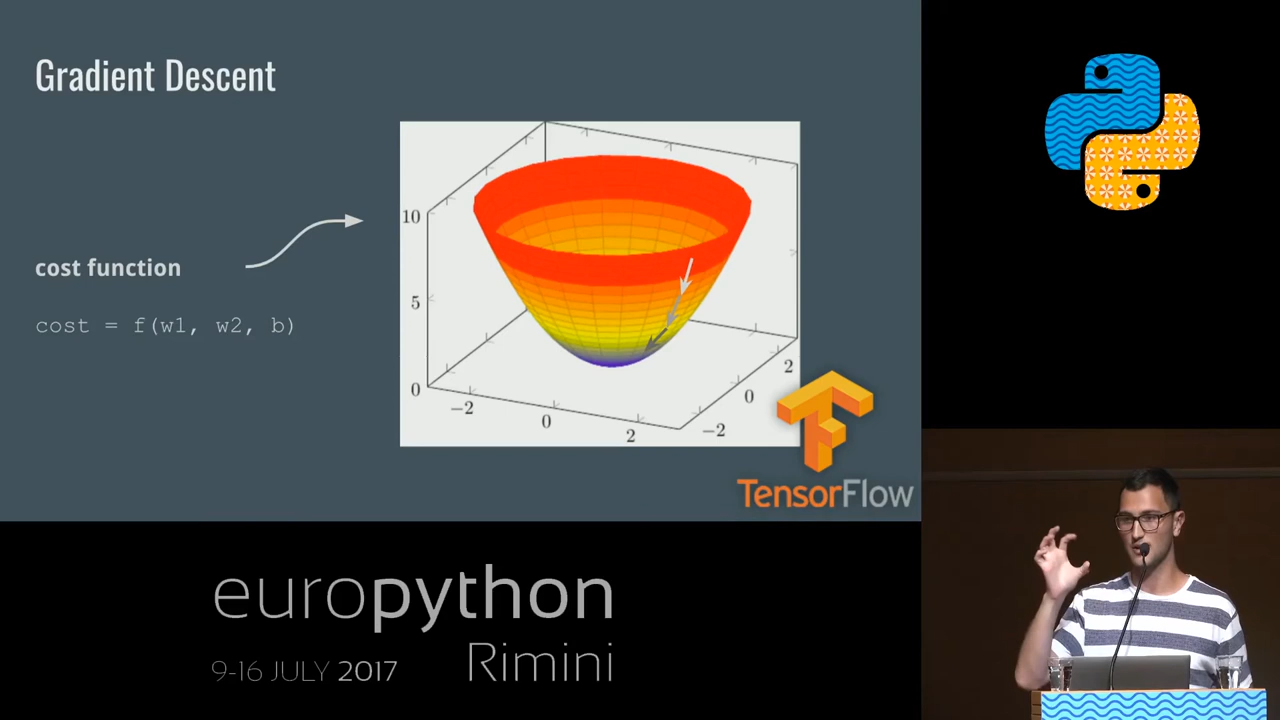 Gradient Descent
cost function
cost = f(w1, w2, b)
10
5
0
−2
0
2
−2
0
2
TensorFlow
europython
9-16 JULY 2017
Rimini